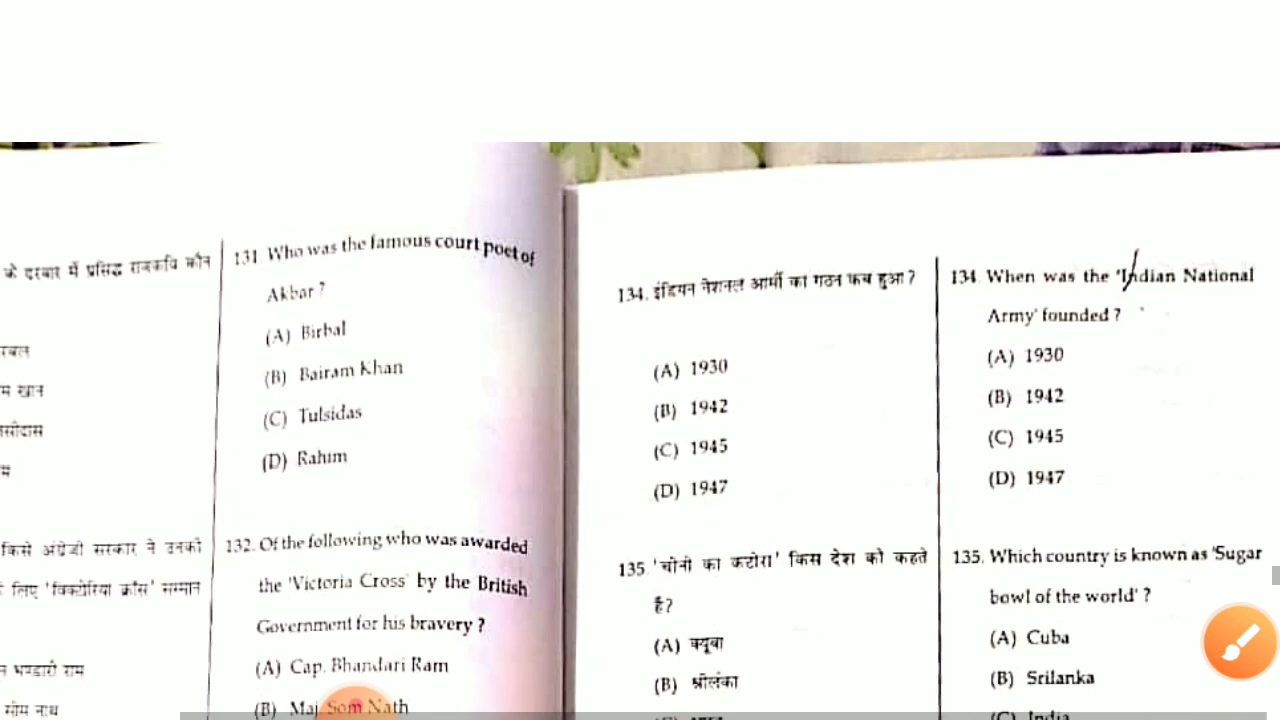 के दरबार में प्रसिद्ध राजकवि कौन
रबल
म खान
नसीदास
किसे अंग्रेजी सरकार ने उनको
लिए 'विक्टोरिया क्रॉस' सम्मान
न भण्डारी राम
सोम नाथ
131. Who was the famous court poet of
Akbar ?
(A) Birbal
(B) Bairam Khan
(C) Tulsidas
(D) Rahim
132. Of the following who was awarded
the 'Victoria Cross' by the British
Government for his bravery ?
(A) Cap. Bhandari Ram
(B) Maj Som Nath
134. इंडियन नेशनल आर्मी का गठन कब हुआ ?
(A) 1930
(B) 1942
(C) 1945
(D) 1947
135. 'चीनी का कटोरा' किस देश को कहते
है?
(A) क्यूबा
(B) श्रीलंका
134. When was the 'Indian National
Army' founded ?
(A) 1930
(B) 1942
(C) 1945
(D) 1947
135. Which country is known as 'Sugar
bowl of the world' ?
(A) Cuba
(B) Srilanka
(C) India